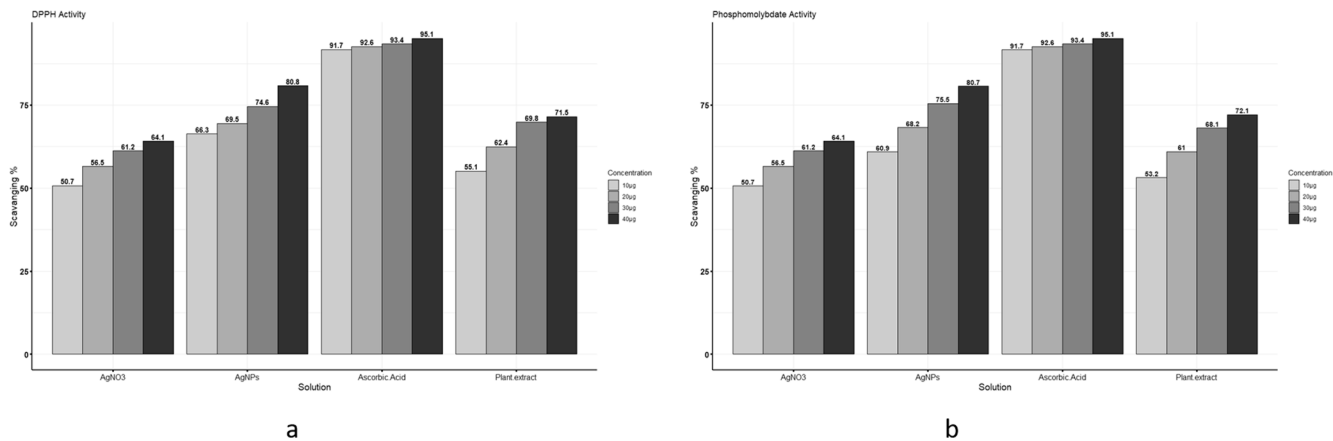 DPPH Activity
95.1
93.4
92.6
91.7
80.8
75
74.6
71.5
69.5
69.8
66.3
64.1
62.4
61.2
56.5
55.1
50.7
50
25
0
Scavanging %
AgNO3 AgNPs Ascorbic.Acid Plant.extract
Solution
Concentration
10µg
20µg
30µg
40µg
a
Phosphomolybdate Activity
95.1
93.4
92.6
91.7
80.7
75.5
75
72.1
68.2
68.1
64.1
61.2
60.9
61
56.5
53.2
50.7
50
25
0
Scavanging %
AgNO3 AgNPs Ascorbic.Acid Plant.extract
Solution
Concentration
10µg
20µg
30µg
40µg
b